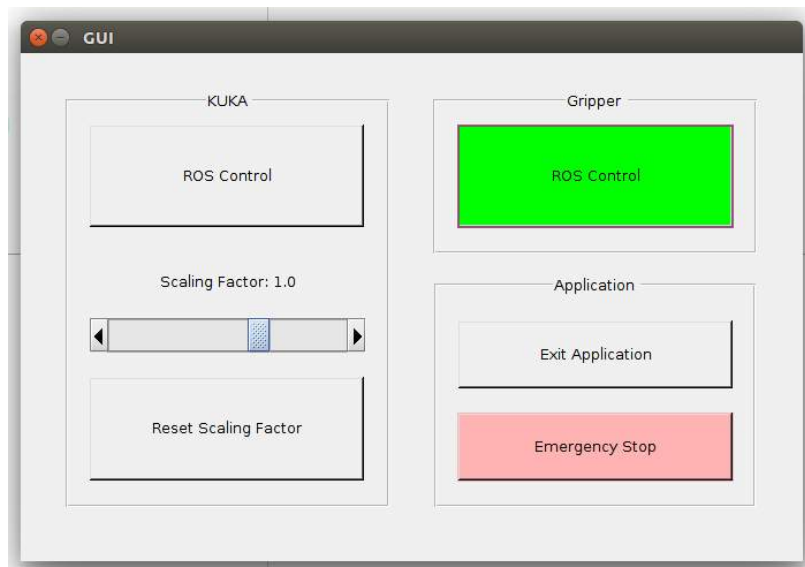 GUI
KUKA
ROS Control
Scaling Factor: 1.0
Reset Scaling Factor
Gripper
ROS Control
Application
Exit Application
Emergency Stop